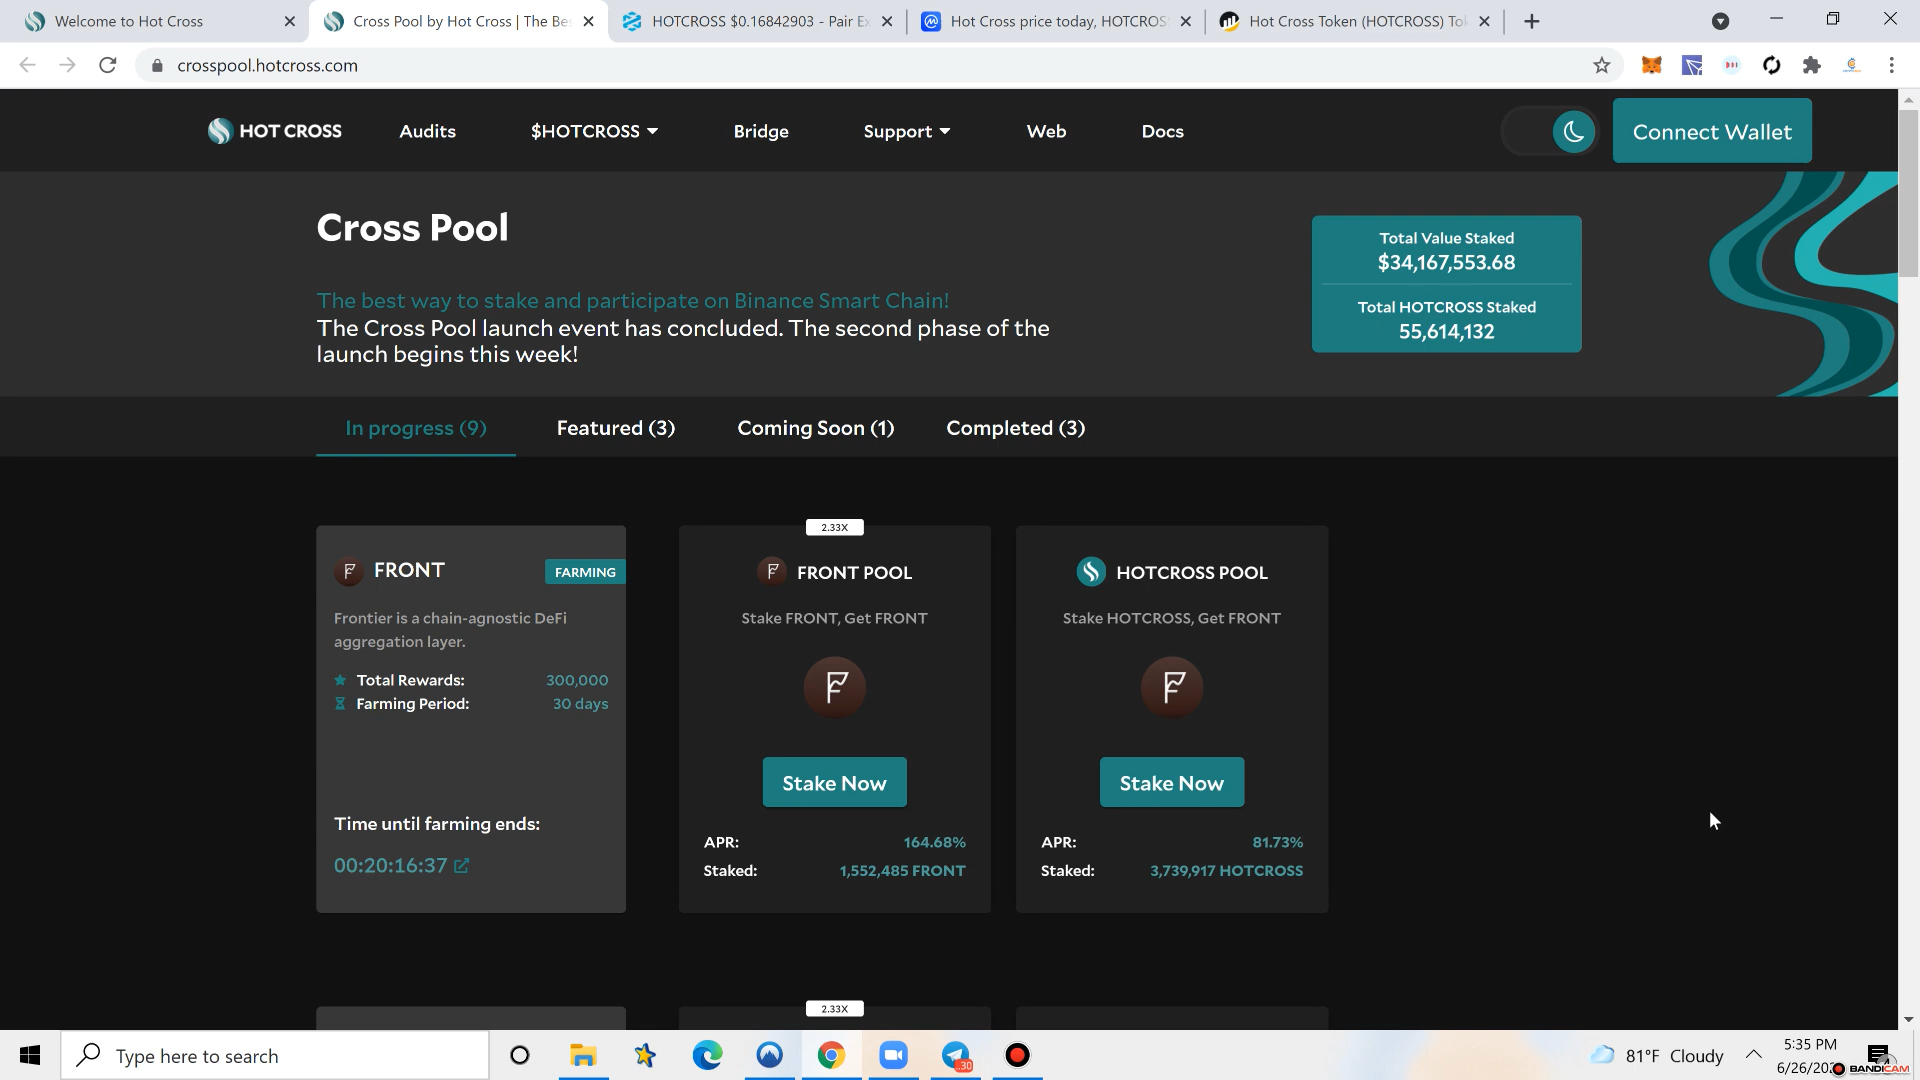 Welcome to Hot Cross
Cross Pool by Hot Cross | The Be
HOTCROSS $0.16842903 - Pair Ex
Hot Cross price today, HOTCROS
Hot Cross Token (HOTCROSS) To
crosspool.hotcross.com
HOT CROSS
Audits
$HOTCROSS
Bridge
Support
Web
Docs
Connect Wallet
Cross Pool
The best way to stake and participate on Binance Smart Chain!
The Cross Pool launch event has concluded. The second phase of the
launch begins this week!
Total Value Staked
$34,167,553.68
Total HOTCROSS Staked
55,614,132
In progress (9)
Featured (3)
Coming Soon (1)
Completed (3)
FRONT
FARMING
Frontier is a chain-agnostic DeFi
aggregation layer.
Total Rewards: 300,000
Farming Period: 30 days
Time until farming ends:
00:20:16:37
2.33X
FRONT POOL
Stake FRONT, Get FRONT
Stake Now
APR: 164.68%
Staked: 1,552,485 FRONT
HOTCROSS POOL
Stake HOTCROSS, Get FRONT
Stake Now
APR: 81.73%
Staked: 3,739,917 HOTCROSS
2.33X
Type here to search
30
81°F Cloudy
5:35 PM
6/26/20
BANDICAM